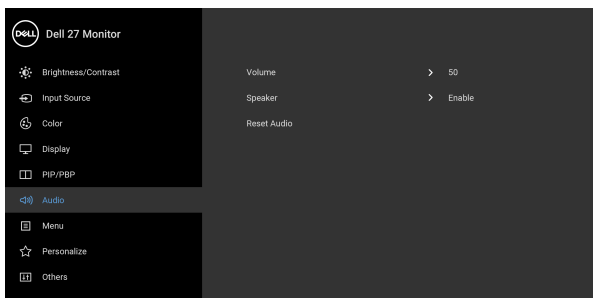 DELL Dell 27 Monitor
Brightness/Contrast
Input Source
Color
Display
PIP/PBP
Audio
Menu
Personalize
Others
Volume > 50
Speaker > Enable
Reset Audio